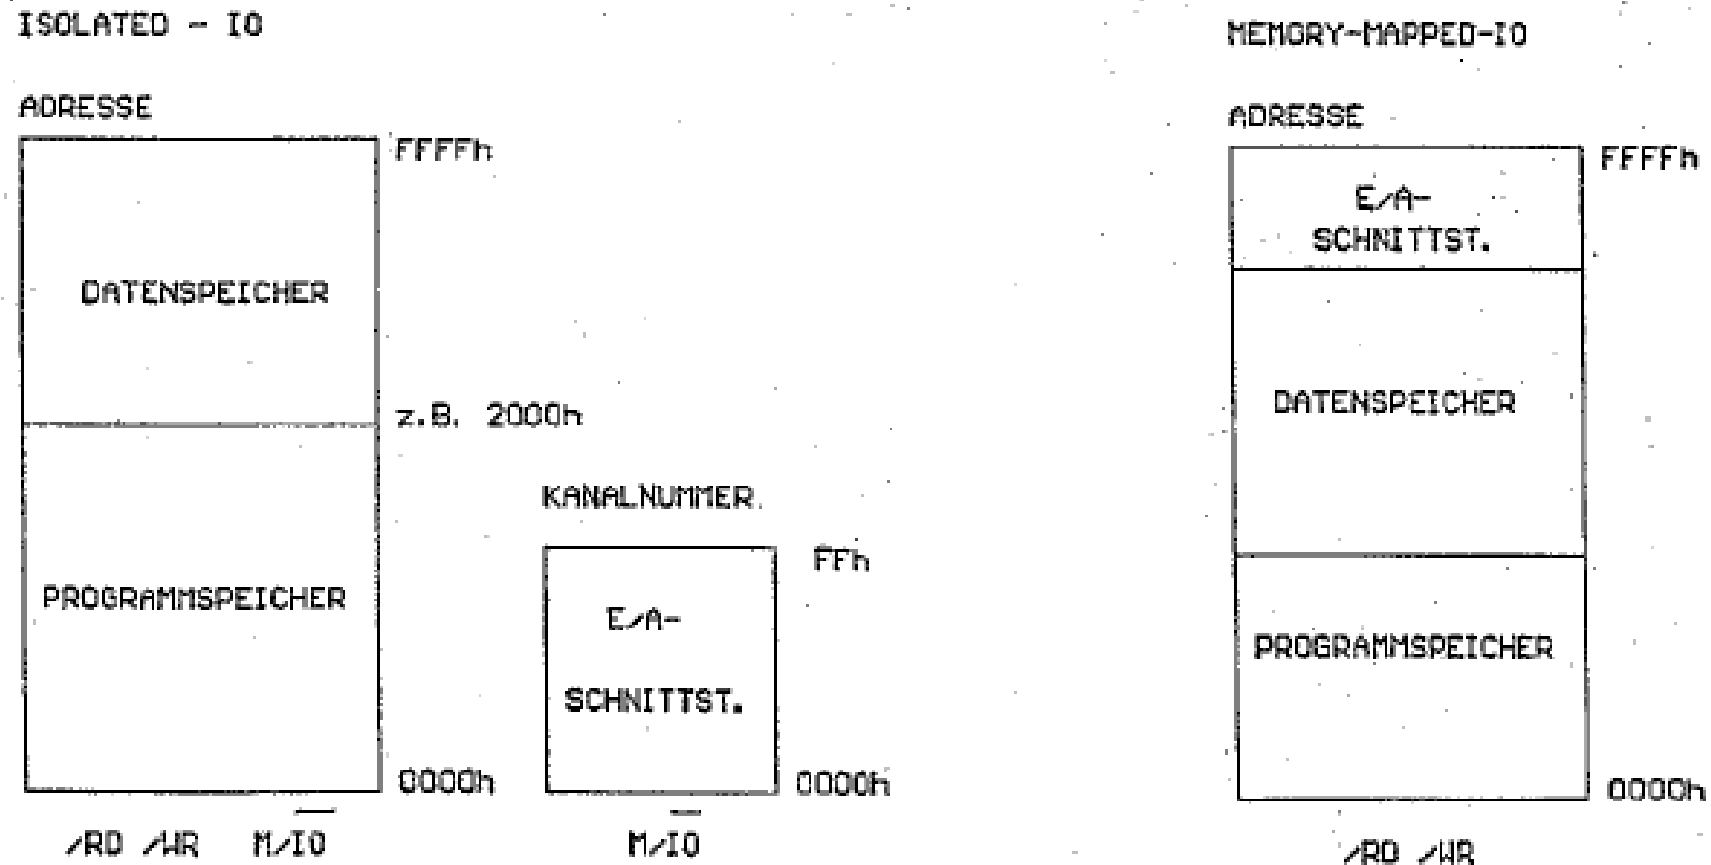 ISOLATED - IO
ADRESSE
FFFFh
DATENSPEICHER
z.B. 2000h
PROGRAMMSPEICHER
0000h
/RD /WR M/IO
KANALNUMMER
FFh
E/A-
SCHNITTST.
0000h
M/IO
MEMORY-MAPPED-IO
ADRESSE
FFFFh
E/A-
SCHNITTST.
DATENSPEICHER
PROGRAMMSPEICHER
0000h
/RD /WR